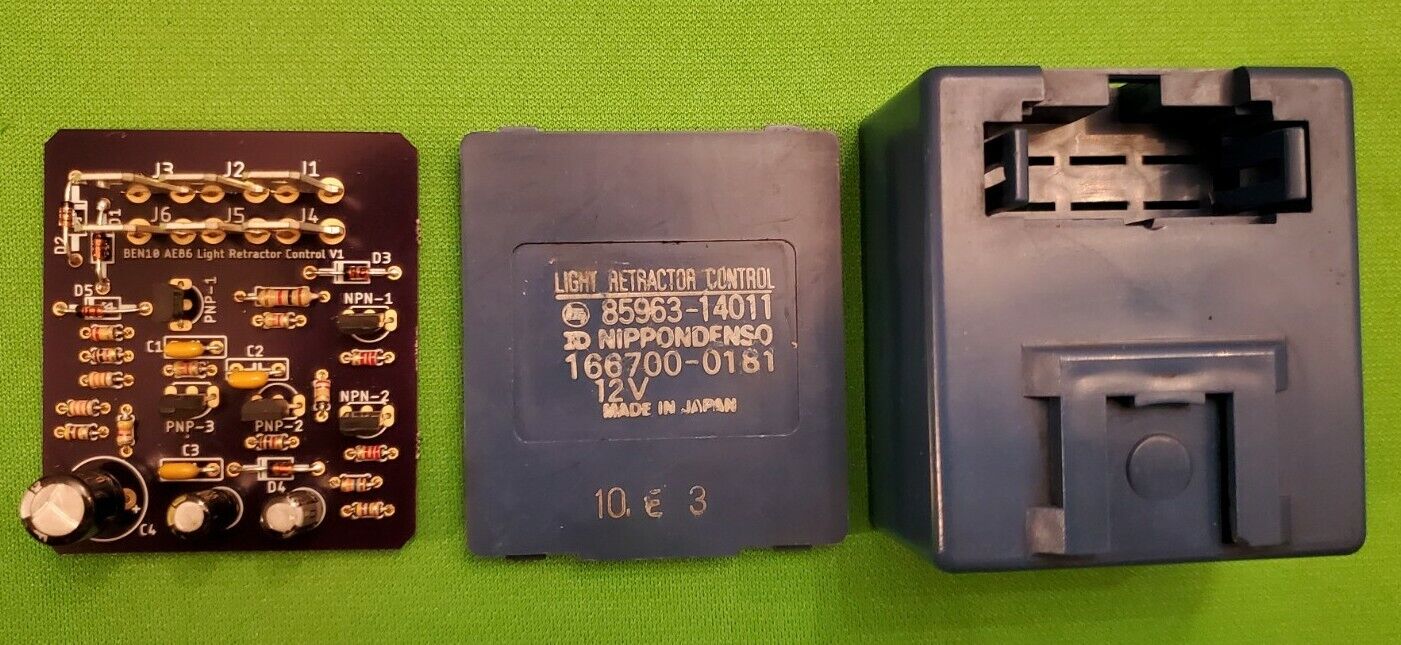 J3 J2 J1
J6 J5 J4
D2 D1
BEN10 AE86 Light Retractor Control V1
D3
D5
PNP-1
NPN-1
C1
C2
NPN-2
PNP-3
PNP-2
C3
D4
C4
+
LIGHT RETRACTOR CONTROL
85963-14011
ND NIPPONDENSO
166700-0181
12V
MADE IN JAPAN
10. E 3